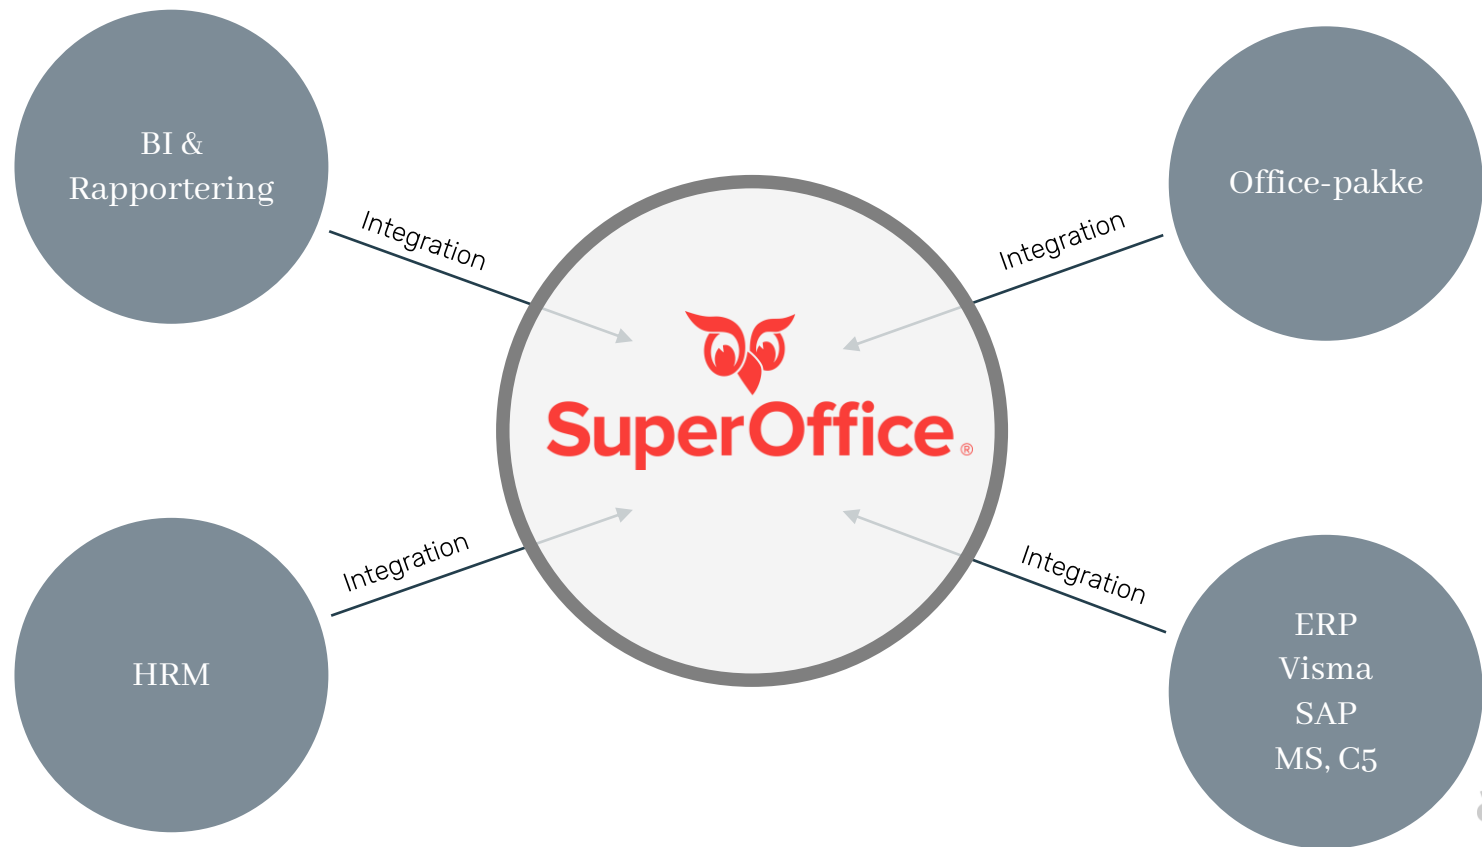 BI &
Rapportering
Office-pakke
Integration
Integration
SuperOffice®
Integration
Integration
HRM
ERP
Visma
SAP
MS, C5